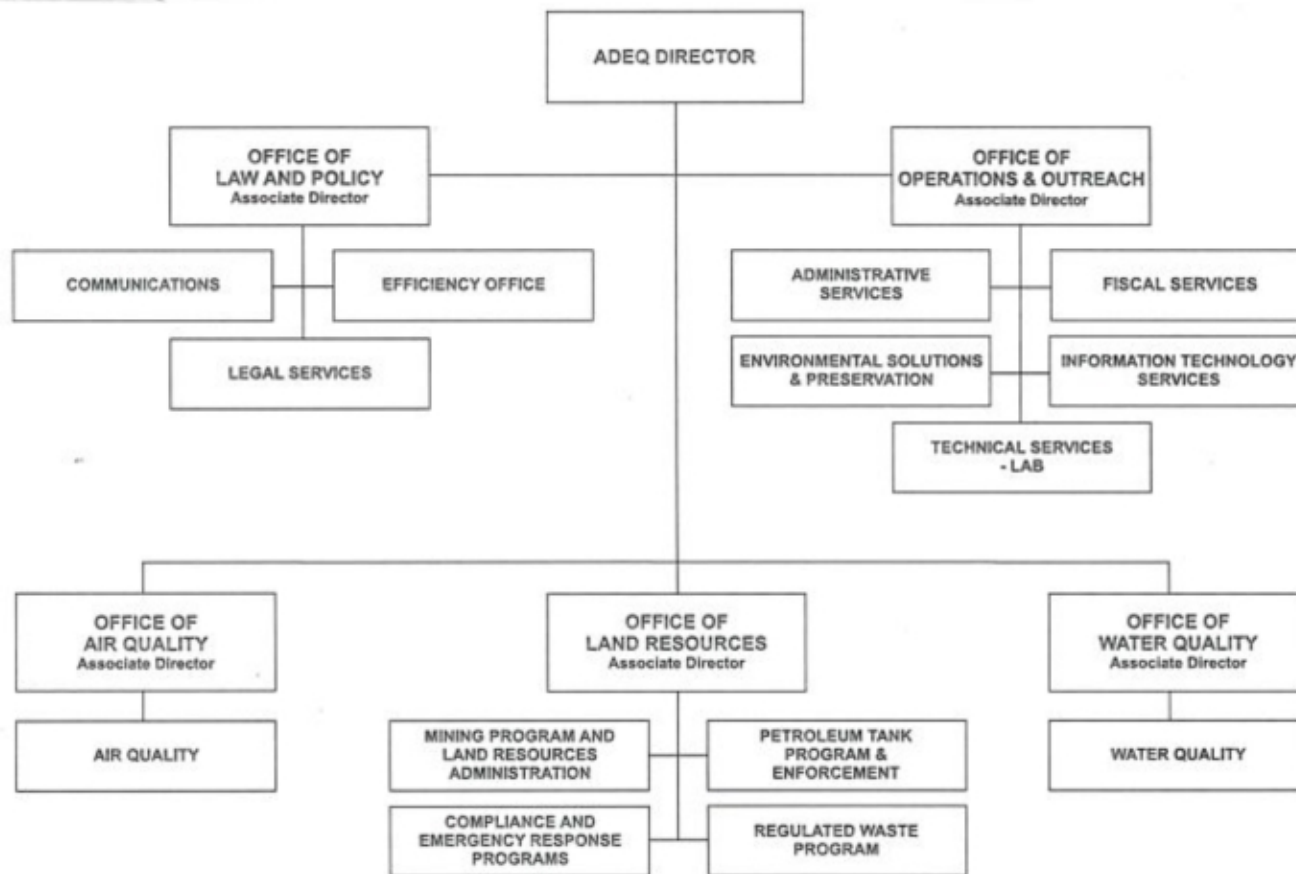 ADEQ DIRECTOR
OFFICE OF
LAW AND POLICY
Associate Director
OFFICE OF
OPERATIONS & OUTREACH
Associate Director
COMMUNICATIONS
EFFICIENCY OFFICE
LEGAL SERVICES
ADMINISTRATIVE
SERVICES
FISCAL SERVICES
ENVIRONMENTAL SOLUTIONS
& PRESERVATION
INFORMATION TECHNOLOGY
SERVICES
TECHNICAL SERVICES
- LAB
OFFICE OF
AIR QUALITY
Associate Director
OFFICE OF
LAND RESOURCES
Associate Director
OFFICE OF
WATER QUALITY
Associate Director
AIR QUALITY
MINING PROGRAM AND
LAND RESOURCES
ADMINISTRATION
PETROLEUM TANK
PROGRAM &
ENFORCEMENT
WATER QUALITY
COMPLIANCE AND
EMERGENCY RESPONSE
PROGRAMS
REGULATED WASTE
PROGRAM